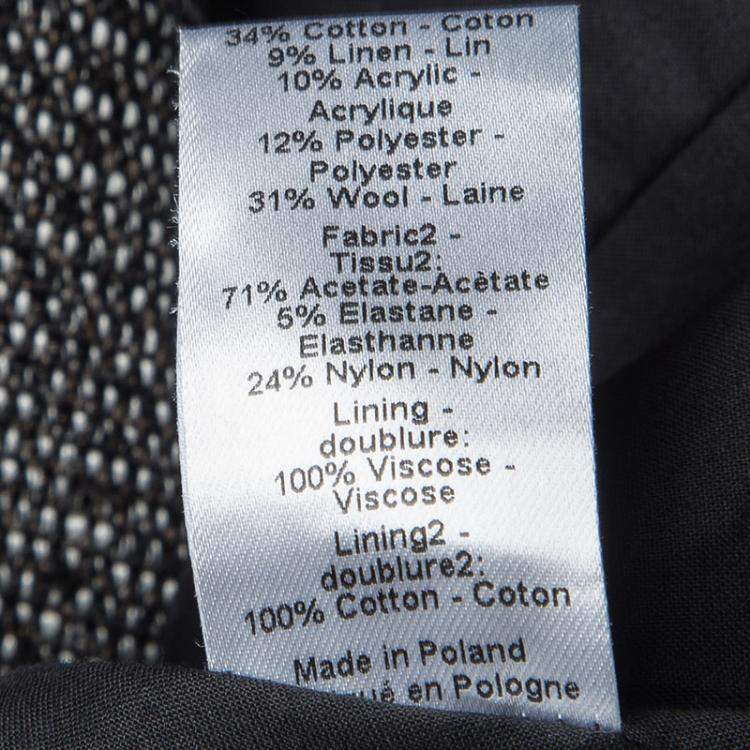 34% Cotton - Coton
9% Linen - Lin
10% Acrylic -
Acrylique
12% Polyester -
Polyester
31% Wool - Laine
Fabric2 -
Tissu2:
71% Acetate-Acètate
5% Elastane -
Elasthanne
24% Nylon - Nylon
Lining -
doublure:
100% Viscose -
Viscose
Lining2 -
doublure2:
100% Cotton - Coton
Made in Poland
en Pologne